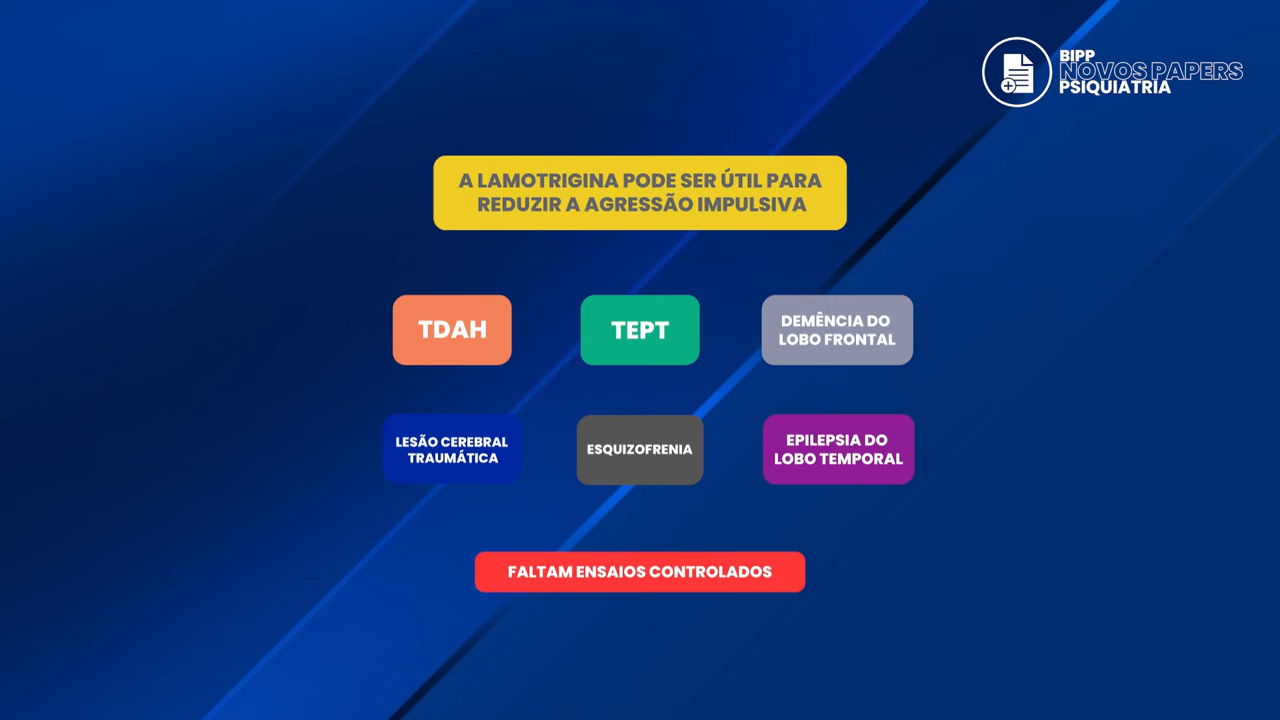 BIPP
NOVOS PAPERS
PSIQUIATRIA
A LAMOTRIGINA PODE SER ÚTIL PARA
REDUZIR A AGRESSÃO IMPULSIVA
TDAH
TEPT
DEMÊNCIA DO
LOBO FRONTAL
LESÃO CEREBRAL
TRAUMÁTICA
ESQUIZOFRENIA
EPILEPSIA DO
LOBO TEMPORAL
FALTAM ENSAIOS CONTROLADOS